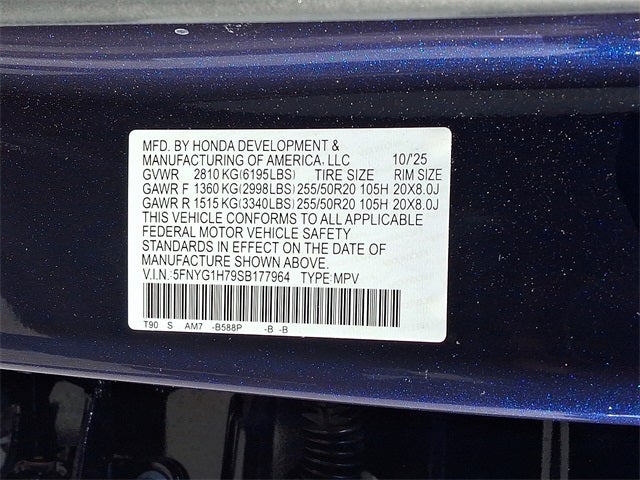 MFD. BY HONDA DEVELOPMENT &
MANUFACTURING OF AMERICA, LLC 10/'25
GVWR 2810 KG(6195LBS) TIRE SIZE RIM SIZE
GAWR F 1360 KG(2998LBS) 255/50R20 105H 20X8.0J
GAWR R 1515 KG(3340LBS) 255/50R20 105H 20X8.0J
THIS VEHICLE CONFORMS TO ALL APPLICABLE
FEDERAL MOTOR VEHICLE SAFETY
STANDARDS IN EFFECT ON THE DATE OF
MANUFACTURE SHOWN ABOVE.
V.I.N.:5FNYG1H79SB177964 TYPE:MPV
T90 S AM7 -B588P -B -B